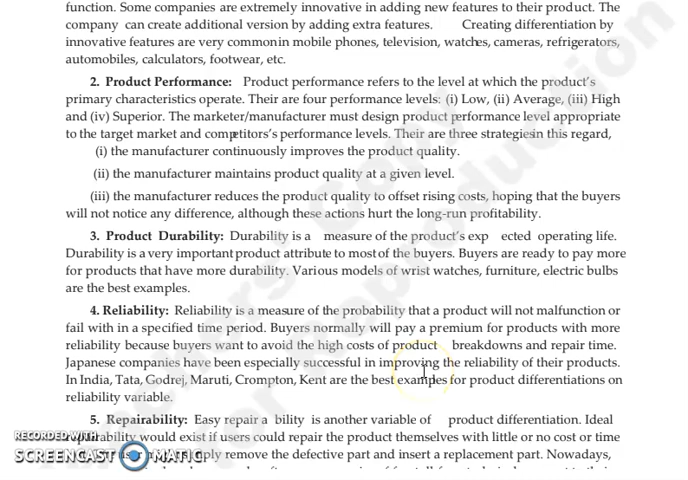 function. Some companies are extremely innovative in adding new features to their product. The
company can create additional version by adding extra features. Creating differentiation by
innovative features are very commonin mobile phones, television, watches, cameras, refrigerators,
automobiles, calculators, footwear, etc.
2. Product Performance: Product performance refers to the level at which the product's
primary characteristics operate. Their are four performance levels: (i) Low, (ii) Average, (iii) High
and (iv) Superior. The marketer/manufacturer must design product performance level appropriate
to the target market and competitors's performance levels. Their are three strategiesin this regard,
(i) the manufacturer continuously improves the product quality.
(ii) the manufacturer maintains product quality at a given level.
(iii) the manufacturer reduces the product quality to offset rising costs, hoping that the buyers
will not notice any difference, although these actions hurt the long-run profitability.
3. Product Durability: Durability is a measure of the product's exp ected operating life.
Durability is a very important product attribute to most of the buyers. Buyers are ready to pay more
for products that have more durability. Various models of wrist watches, furniture, electric bulbs
are the best examples.
4. Reliability: Reliability is a measure of the probability that a product will not malfunction or
fail with in a specified time period. Buyers normally will pay a premium for products with more
reliability because buyers want to avoid the high costs of product breakdowns and repair time.
Japanese companies have been especially successful in improving the reliability of their products.
In India, Tata, Godrej, Maruti, Crompton, Kent are the best examples for product differentiations on
reliability variable.
5. Repairability: Easy repair a bility is another variable of product differentiation. Ideal
would exist if users could repair the product themselves with little or no cost or time
remove the defective part and insert a replacement part. Nowadays,
RECORDED WITH
SCREENCAST MATIC